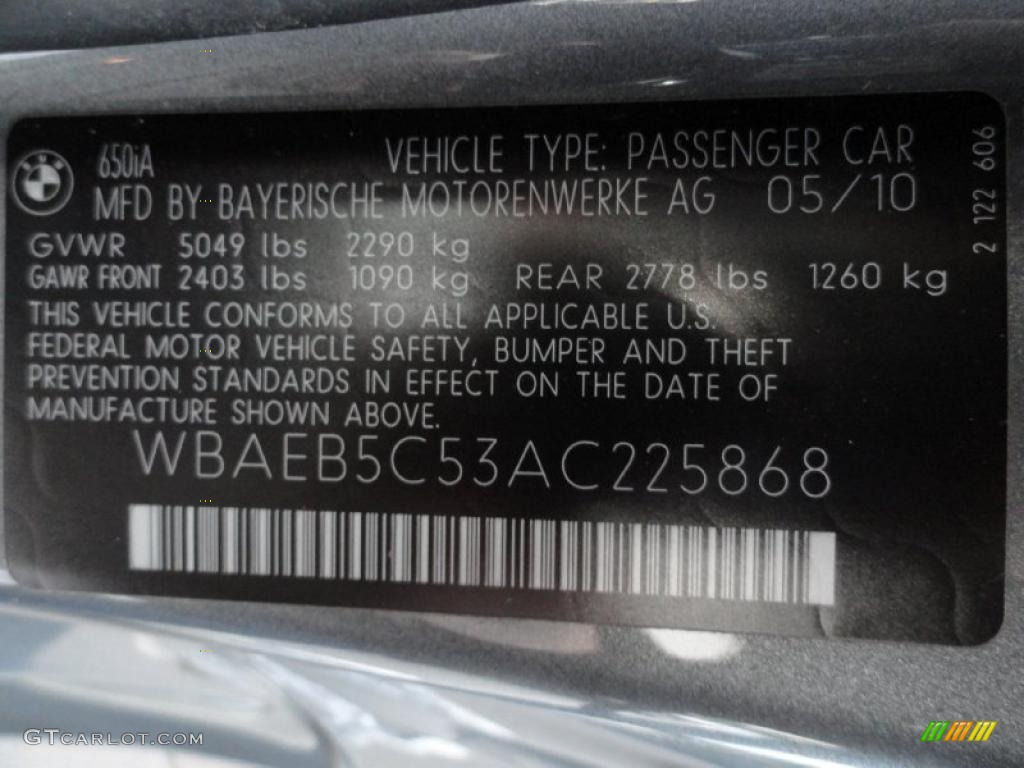 650iA VEHICLE TYPE: PASSENGER CAR
MFD BY BAYERISCHE MOTORENWERKE AG 05/10
GVWR 5049 lbs 2290 kg
GAWR FRONT 2403 lbs 1090 kg REAR 2778 lbs 1260 kg
THIS VEHICLE CONFORMS TO ALL APPLICABLE U.S.
FEDERAL MOTOR VEHICLE SAFETY, BUMPER AND THEFT
PREVENTION STANDARDS IN EFFECT ON THE DATE OF
MANUFACTURE SHOWN ABOVE.
WBAEB5C53AC225868
2 122 606
GTCARLOT.COM